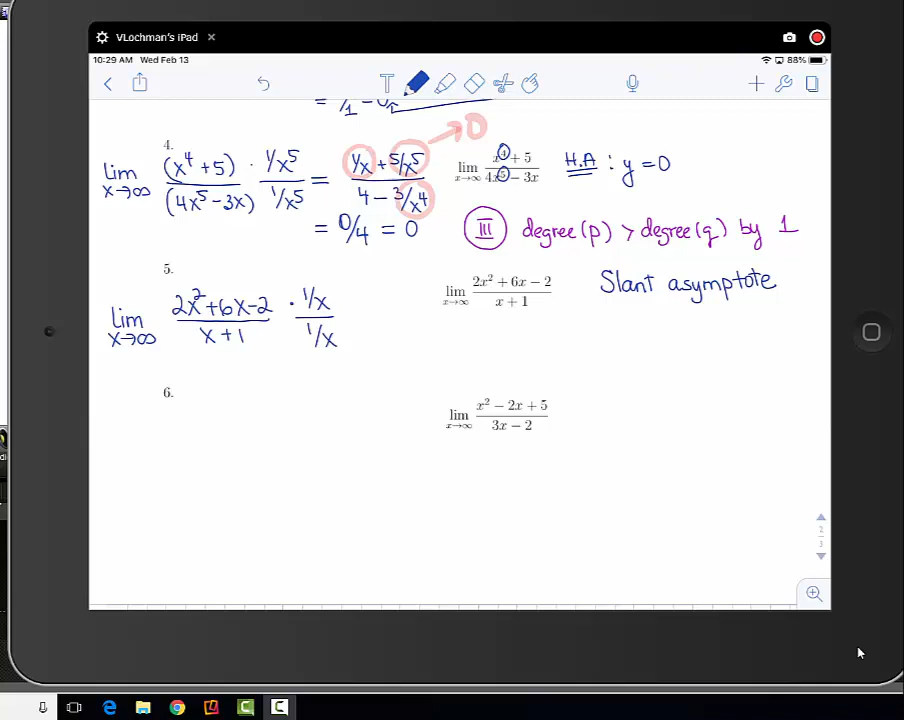 VLochman's iPad ×
10:29 AM Wed Feb 13 88%
T
4.
lim x→∞ (x⁴ + 5)/(4x⁵ − 3x) · (1/x⁵)/(1/x⁵) = (1/x + 5/x⁵)/(4 − 3/x⁴) → 0
lim x→∞ (x⁴ + 5)/(4x⁵ − 3x)
H.A : y = 0
= 0/4 = 0
III degree(p) > degree(q) by 1
5.
lim x→∞ (2x² + 6x − 2)/(x + 1) · (1/x)/(1/x)
lim x→∞ (2x² + 6x − 2)/(x + 1)
Slant asymptote
6.
lim x→∞ (x² − 2x + 5)/(3x − 2)
2
3